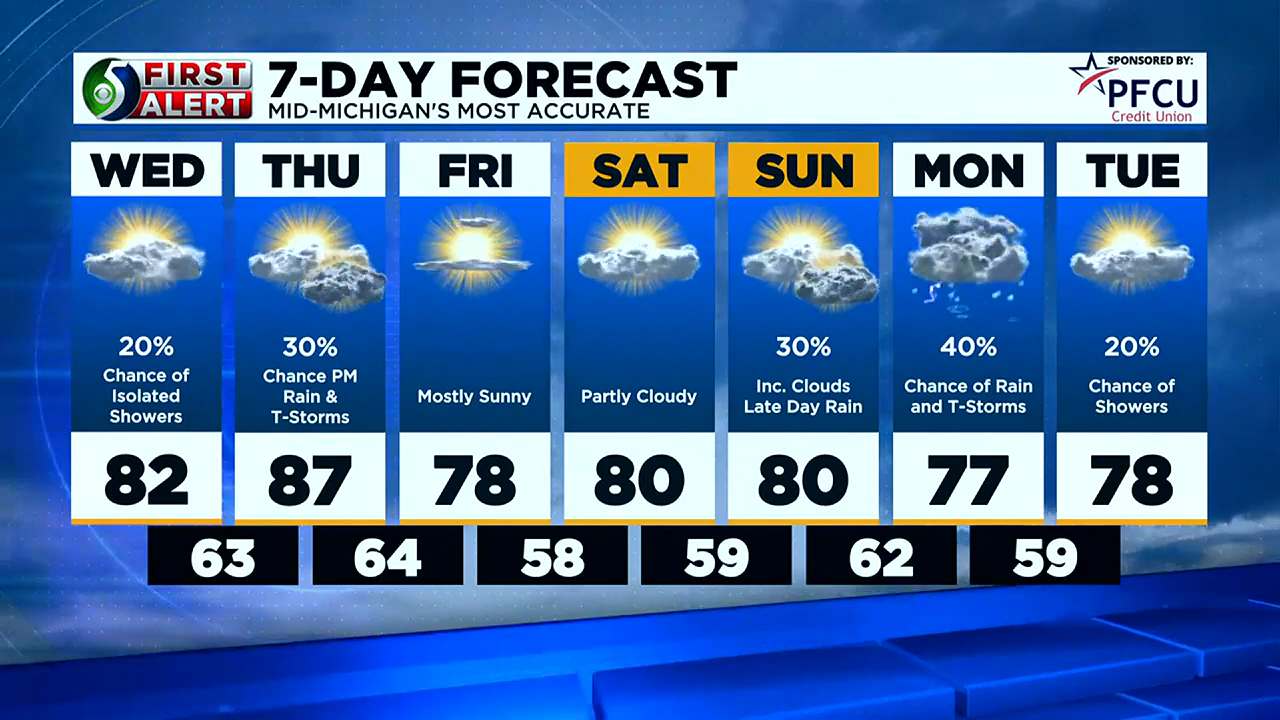 5 FIRST ALERT
7-DAY FORECAST
MID-MICHIGAN'S MOST ACCURATE
SPONSORED BY:
PFCU
Credit Union
WED
20%
Chance of
Isolated
Showers
82
THU
30%
Chance PM
Rain &
T-Storms
87
FRI
Mostly Sunny
78
SAT
Partly Cloudy
80
SUN
30%
Inc. Clouds
Late Day Rain
80
MON
40%
Chance of Rain
and T-Storms
77
TUE
20%
Chance of
Showers
78
63
64
58
59
62
59